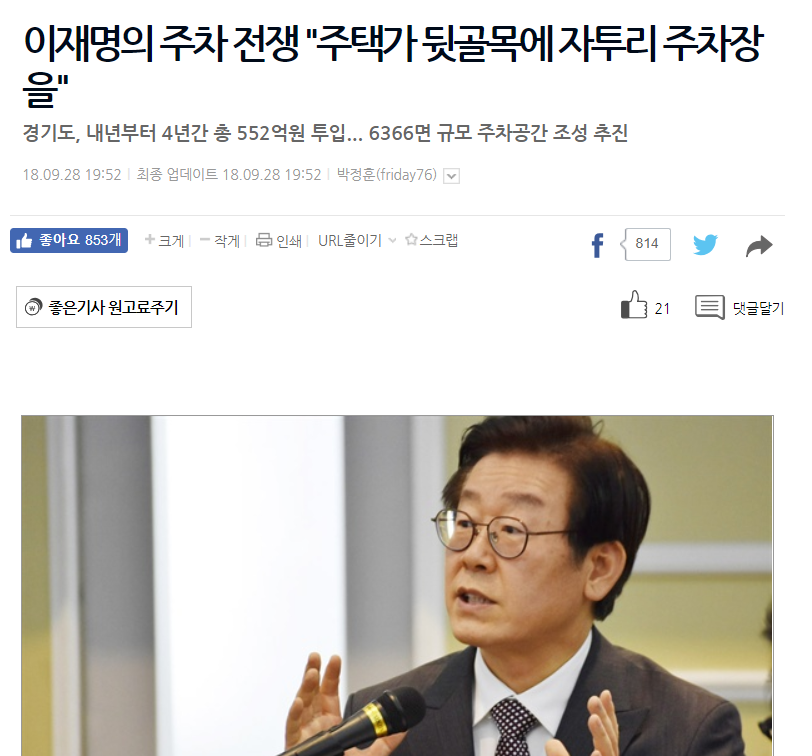 이재명의 주차 전쟁 "주택가 뒷골목에 자투리 주차장
을"
경기도, 내년부터 4년간 총 552억원 투입... 6366면 규모 주차공간 조성 추진
18.09.28 19:52 | 최종 업데이트 18.09.28 19:52 | 박정훈(friday76)
좋아요 853개 + 크게 | − 작게 | 인쇄 | URL줄이기 ☆스크랩 814
좋은기사 원고료주기 21 댓글달기